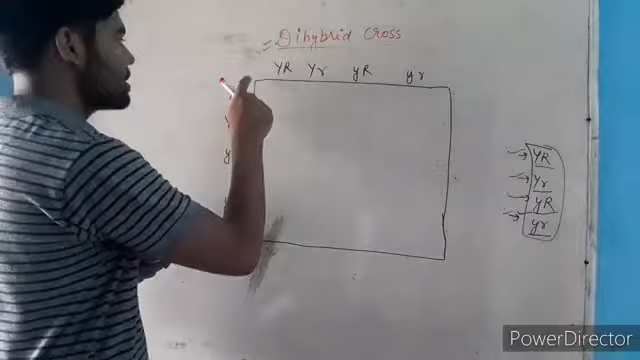 = Dihybrid Cross
YR Yr yR yr
y
→ YR
→ Yr
→ yR
→ yr
PowerDirector